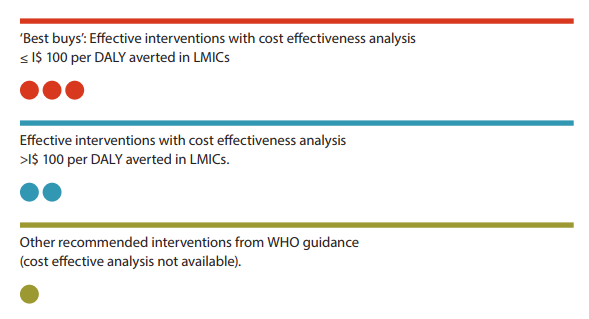 ‘Best buys’: Effective interventions with cost effectiveness analysis
≤ I$ 100 per DALY averted in LMICs
Effective interventions with cost effectiveness analysis
>I$ 100 per DALY averted in LMICs.
Other recommended interventions from WHO guidance
(cost effective analysis not available).